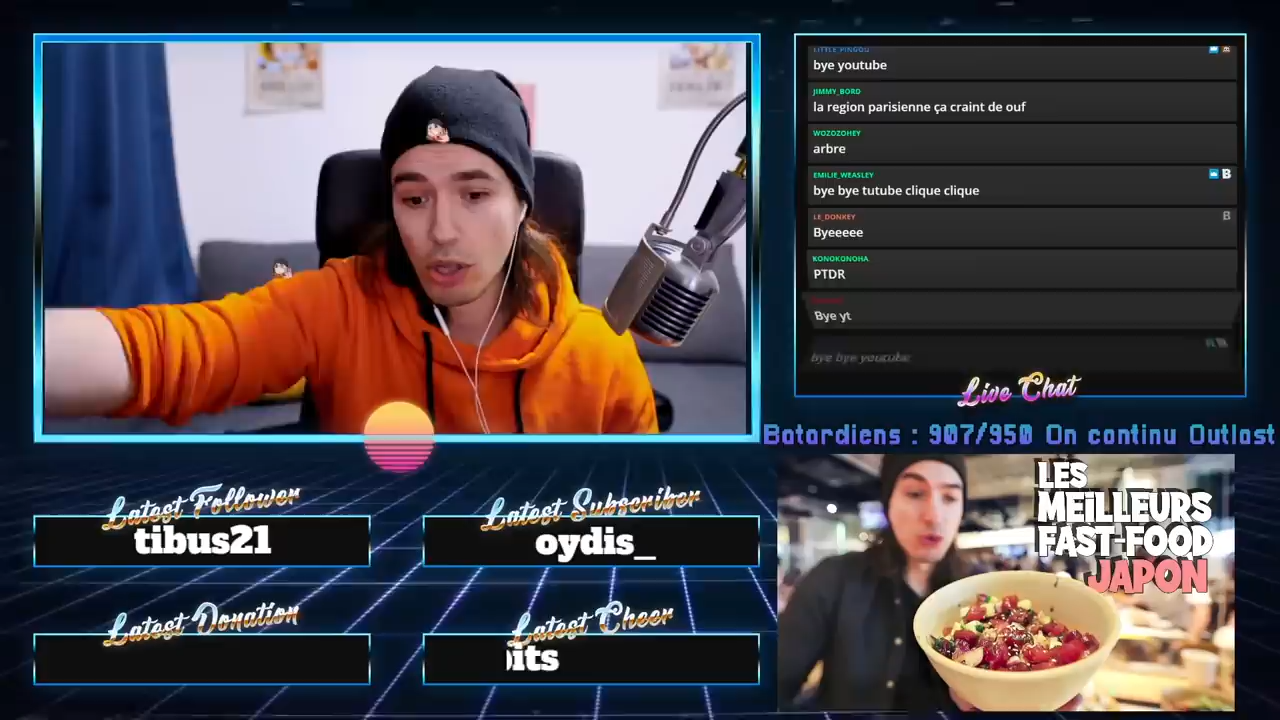 LITTLE_PINGOU
bye youtube
JIMMY_BORD
la region parisienne ça craint de ouf
WOZOZOHEY
arbre
EMILIE_WEASLEY
B
bye bye tutube clique clique
LE_DONKEY
B
Byeeeee
KONOKONOHA
PTDR
Bye yt
bye bye youtube
Live Chat
Batardiens : 907/950 On continu Outlast
Latest Follower
tibus21
Latest Subscriber
oydis_
Latest Donation
Latest Cheer
its
LES
MEILLEURS
FAST-FOOD
JAPON